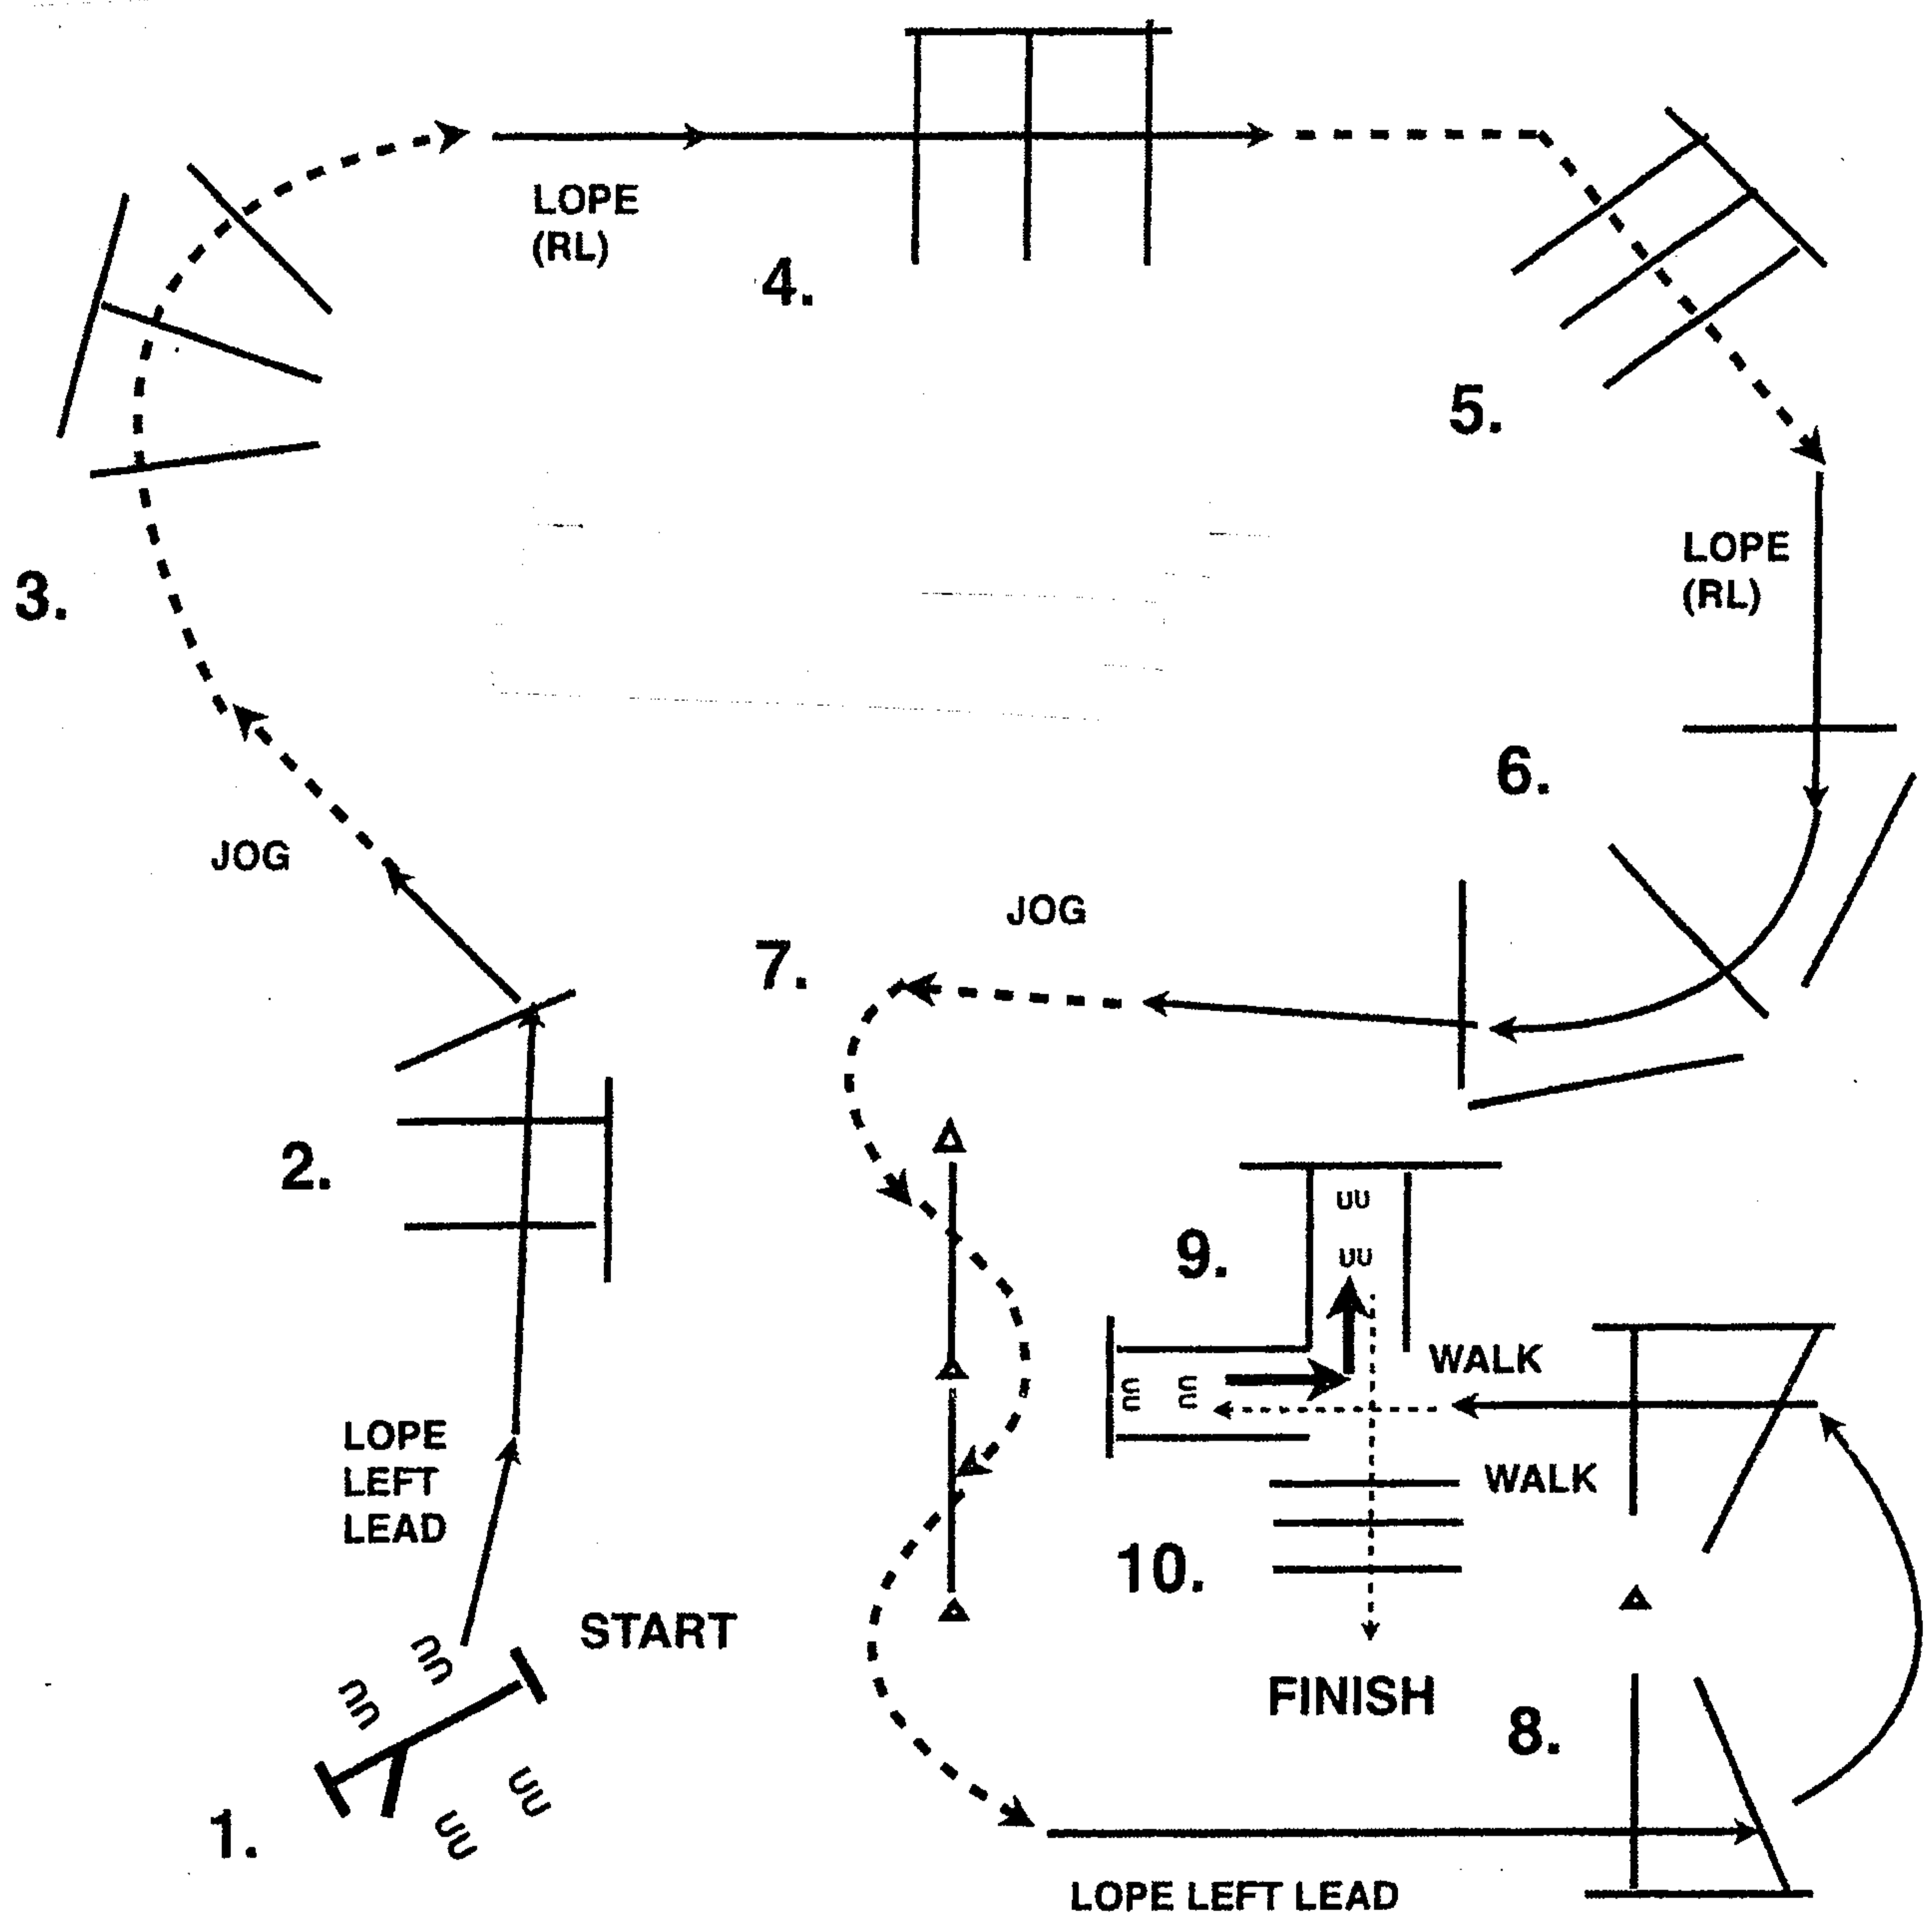 LOPE
(RL)
4.
5.
3.
LOPE
(RL)
6.
JOG
JOG
7.
2.
9.
WALK
LOPE
LEFT
LEAD
WALK
10.
START
FINISH
8.
1.
LOPE LEFT LEAD